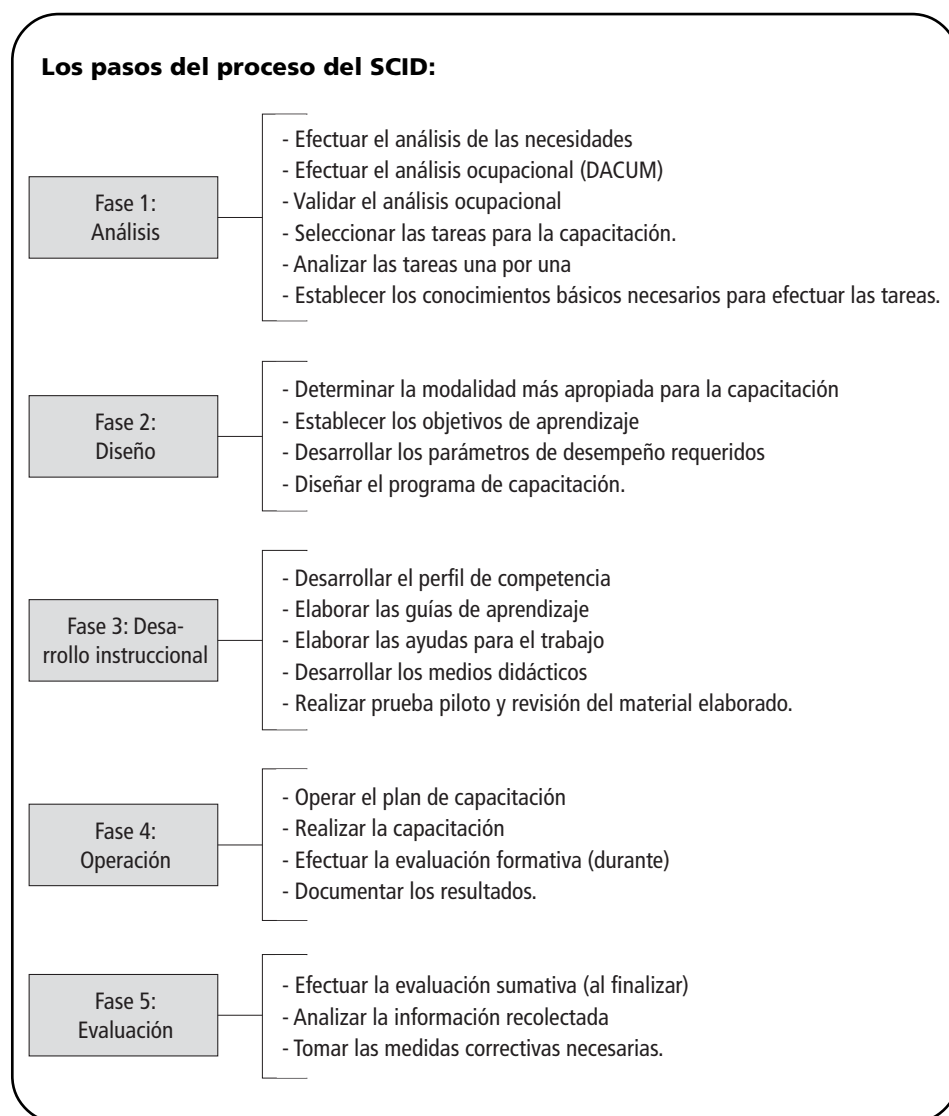 Los pasos del proceso del SCID:
Fase 1:
Análisis
- Efectuar el análisis de las necesidades
- Efectuar el análisis ocupacional (DACUM)
- Validar el análisis ocupacional
- Seleccionar las tareas para la capacitación.
- Analizar las tareas una por una
- Establecer los conocimientos básicos necesarios para efectuar las tareas.
Fase 2:
Diseño
- Determinar la modalidad más apropiada para la capacitación
- Establecer los objetivos de aprendizaje
- Desarrollar los parámetros de desempeño requeridos
- Diseñar el programa de capacitación.
Fase 3: Desa-
rrollo instruccional
- Desarrollar el perfil de competencia
- Elaborar las guías de aprendizaje
- Elaborar las ayudas para el trabajo
- Desarrollar los medios didácticos
- Realizar prueba piloto y revisión del material elaborado.
Fase 4:
Operación
- Operar el plan de capacitación
- Realizar la capacitación
- Efectuar la evaluación formativa (durante)
- Documentar los resultados.
Fase 5:
Evaluación
- Efectuar la evaluación sumativa (al finalizar)
- Analizar la información recolectada
- Tomar las medidas correctivas necesarias.